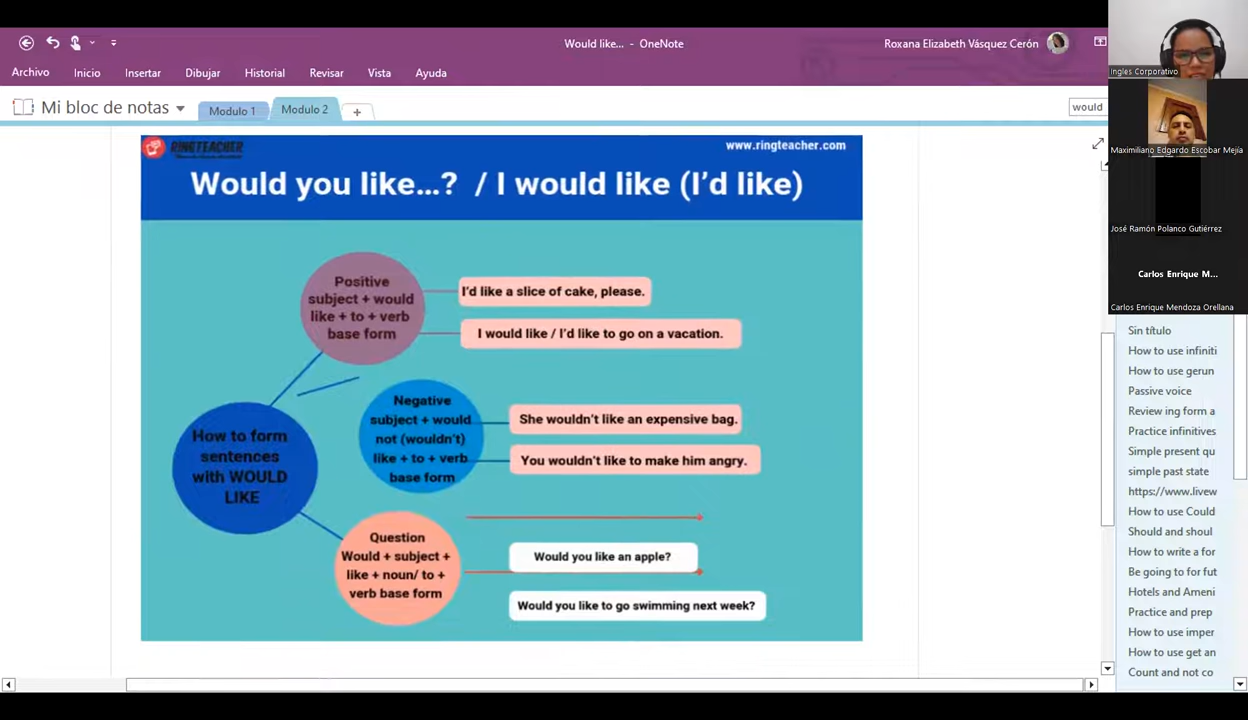 Would like... - OneNote
Roxana Elizabeth Vásquez Cerón
Archivo
Inicio
Insertar
Dibujar
Historial
Revisar
Vista
Ayuda
Mi bloc de notas
Modulo 1
Modulo 2
would
RINGTEACHER
www.ringteacher.com
Would you like...? / I would like (I'd like)
Positive
subject + would
like + to + verb
base form
I'd like a slice of cake, please.
I would like / I'd like to go on a vacation.
How to form
sentences
with WOULD
LIKE
Negative
subject + would
not (wouldn't)
like + to + verb
base form
She wouldn't like an expensive bag.
You wouldn't like to make him angry.
Question
Would + subject +
like + noun/ to +
verb base form
Would you like an apple?
Would you like to go swimming next week?
Ingles Corporativo
Maximiliano Edgardo Escobar Mejía
José Ramón Polanco Gutiérrez
Carlos Enrique M...
Carlos Enrique Mendoza Orellana
Sin título
How to use infiniti
How to use gerun
Passive voice
Review ing form a
Practice infinitives
Simple present qu
simple past state
https://www.livew
How to use Could
Should and shoul
How to write a for
Be going to for fut
Hotels and Ameni
Practice and prep
How to use imper
How to use get an
Count and not co